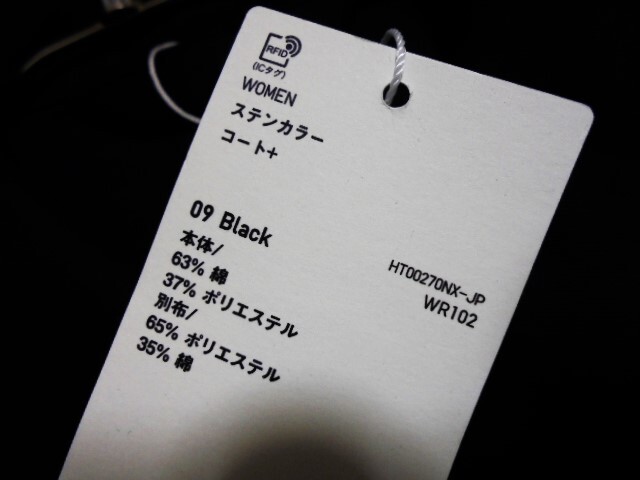 RFID
(ICタグ)
WOMEN
ステンカラー
コート+
09 Black
本体/
63% 綿
37% ポリエステル
別布/
65% ポリエステル
35% 綿
HT00270NX-JP
WR102